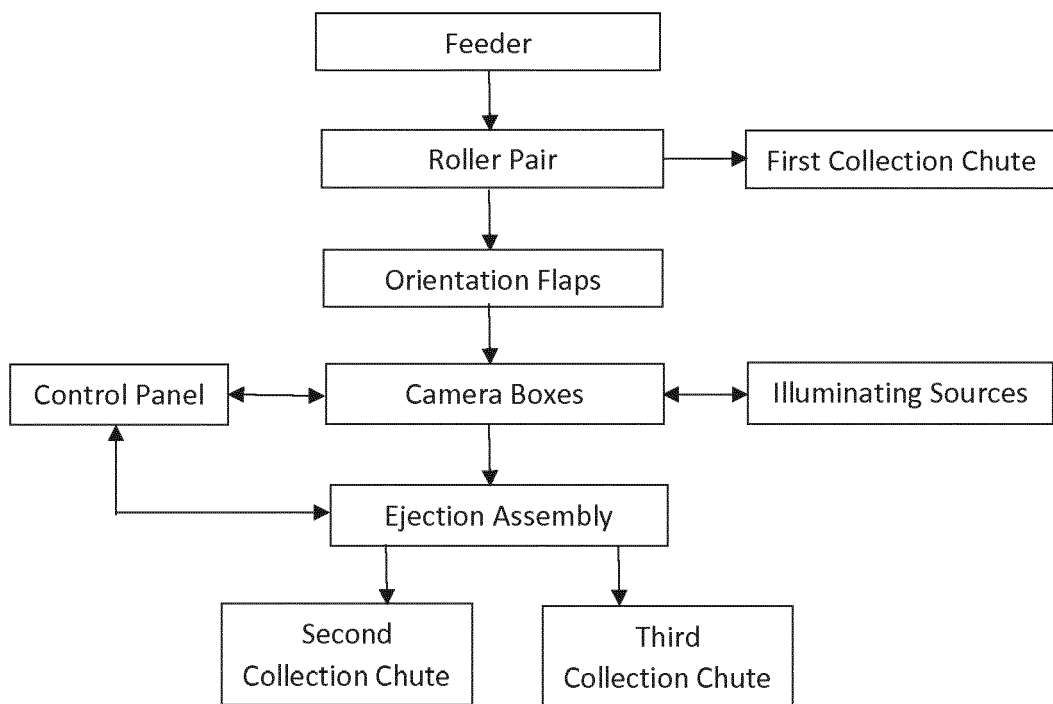 Feeder
Roller Pair
First Collection Chute
Orientation Flaps
Control Panel
Camera Boxes
Illuminating Sources
Ejection Assembly
Second
Collection Chute
Third
Collection Chute